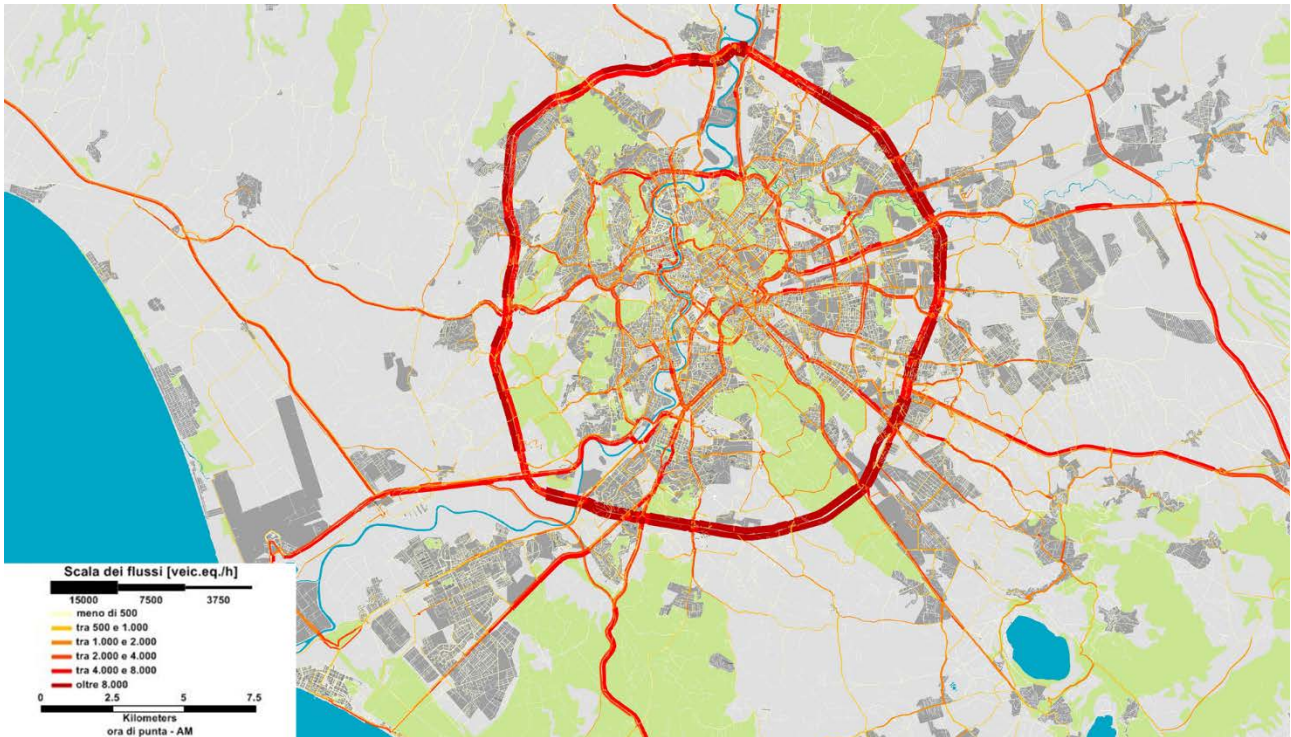 Scala dei flussi [veic.eq./h]
15000 7500 3750
meno di 500
tra 500 e 1.000
tra 1.000 e 2.000
tra 2.000 e 4.000
tra 4.000 e 8.000
oltre 8.000
0 2.5 5 7.5
Kilometers
ora di punta - AM